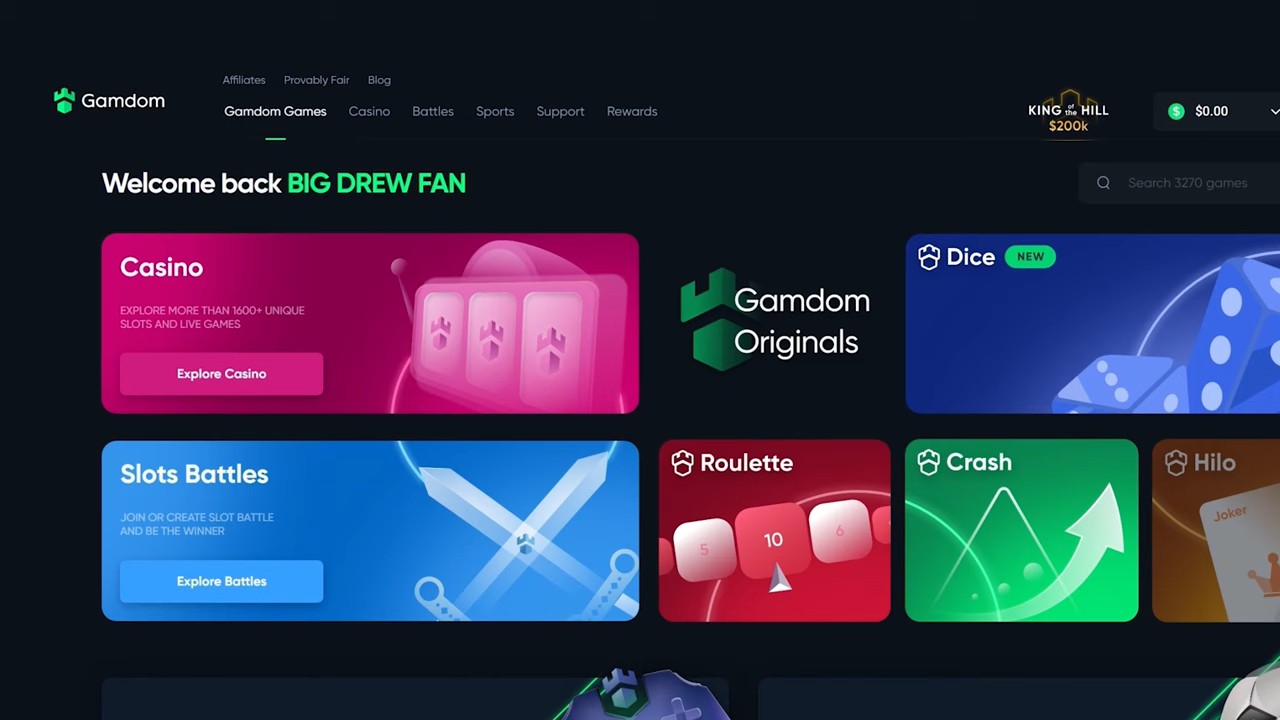 Affiliates Provably Fair Blog
Gamdom
Gamdom Games Casino Battles Sports Support Rewards
KING of the HILL
$200k
$ $0.00
Welcome back BIG DREW FAN
Search 3270 games
Casino
EXPLORE MORE THAN 1600+ UNIQUE
SLOTS AND LIVE GAMES
Explore Casino
Gamdom
Originals
Dice NEW
Slots Battles
JOIN OR CREATE SLOT BATTLE
AND BE THE WINNER
Explore Battles
Roulette
5
10
6
Crash
Hilo
Joker